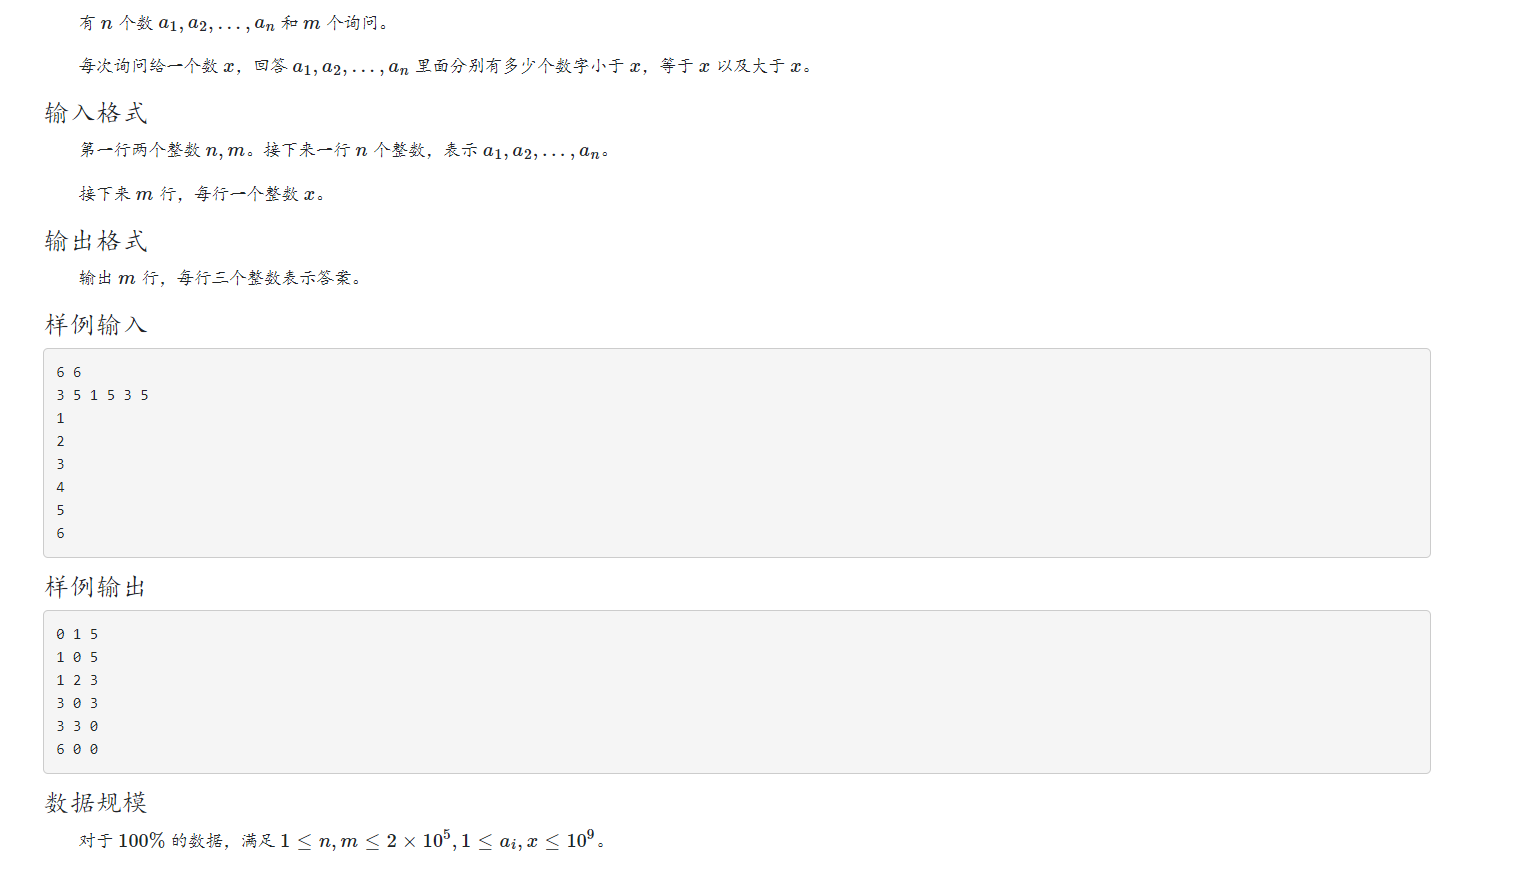 有 n 个数 a₁, a₂, …, aₙ 和 m 个询问。
每次询问给一个数 x，回答 a₁, a₂, …, aₙ 里面分别有多少个数字小于 x，等于 x 以及大于 x。
输入格式
第一行两个整数 n, m。接下来一行 n 个整数，表示 a₁, a₂, …, aₙ。
接下来 m 行，每行一个整数 x。
输出格式
输出 m 行，每行三个整数表示答案。
样例输入
6 6
3 5 1 5 3 5
1
2
3
4
5
6
样例输出
0 1 5
1 0 5
1 2 3
3 0 3
3 3 0
6 0 0
数据规模
对于 100% 的数据，满足 1 ≤ n, m ≤ 2 × 10⁵, 1 ≤ aᵢ, x ≤ 10⁹。